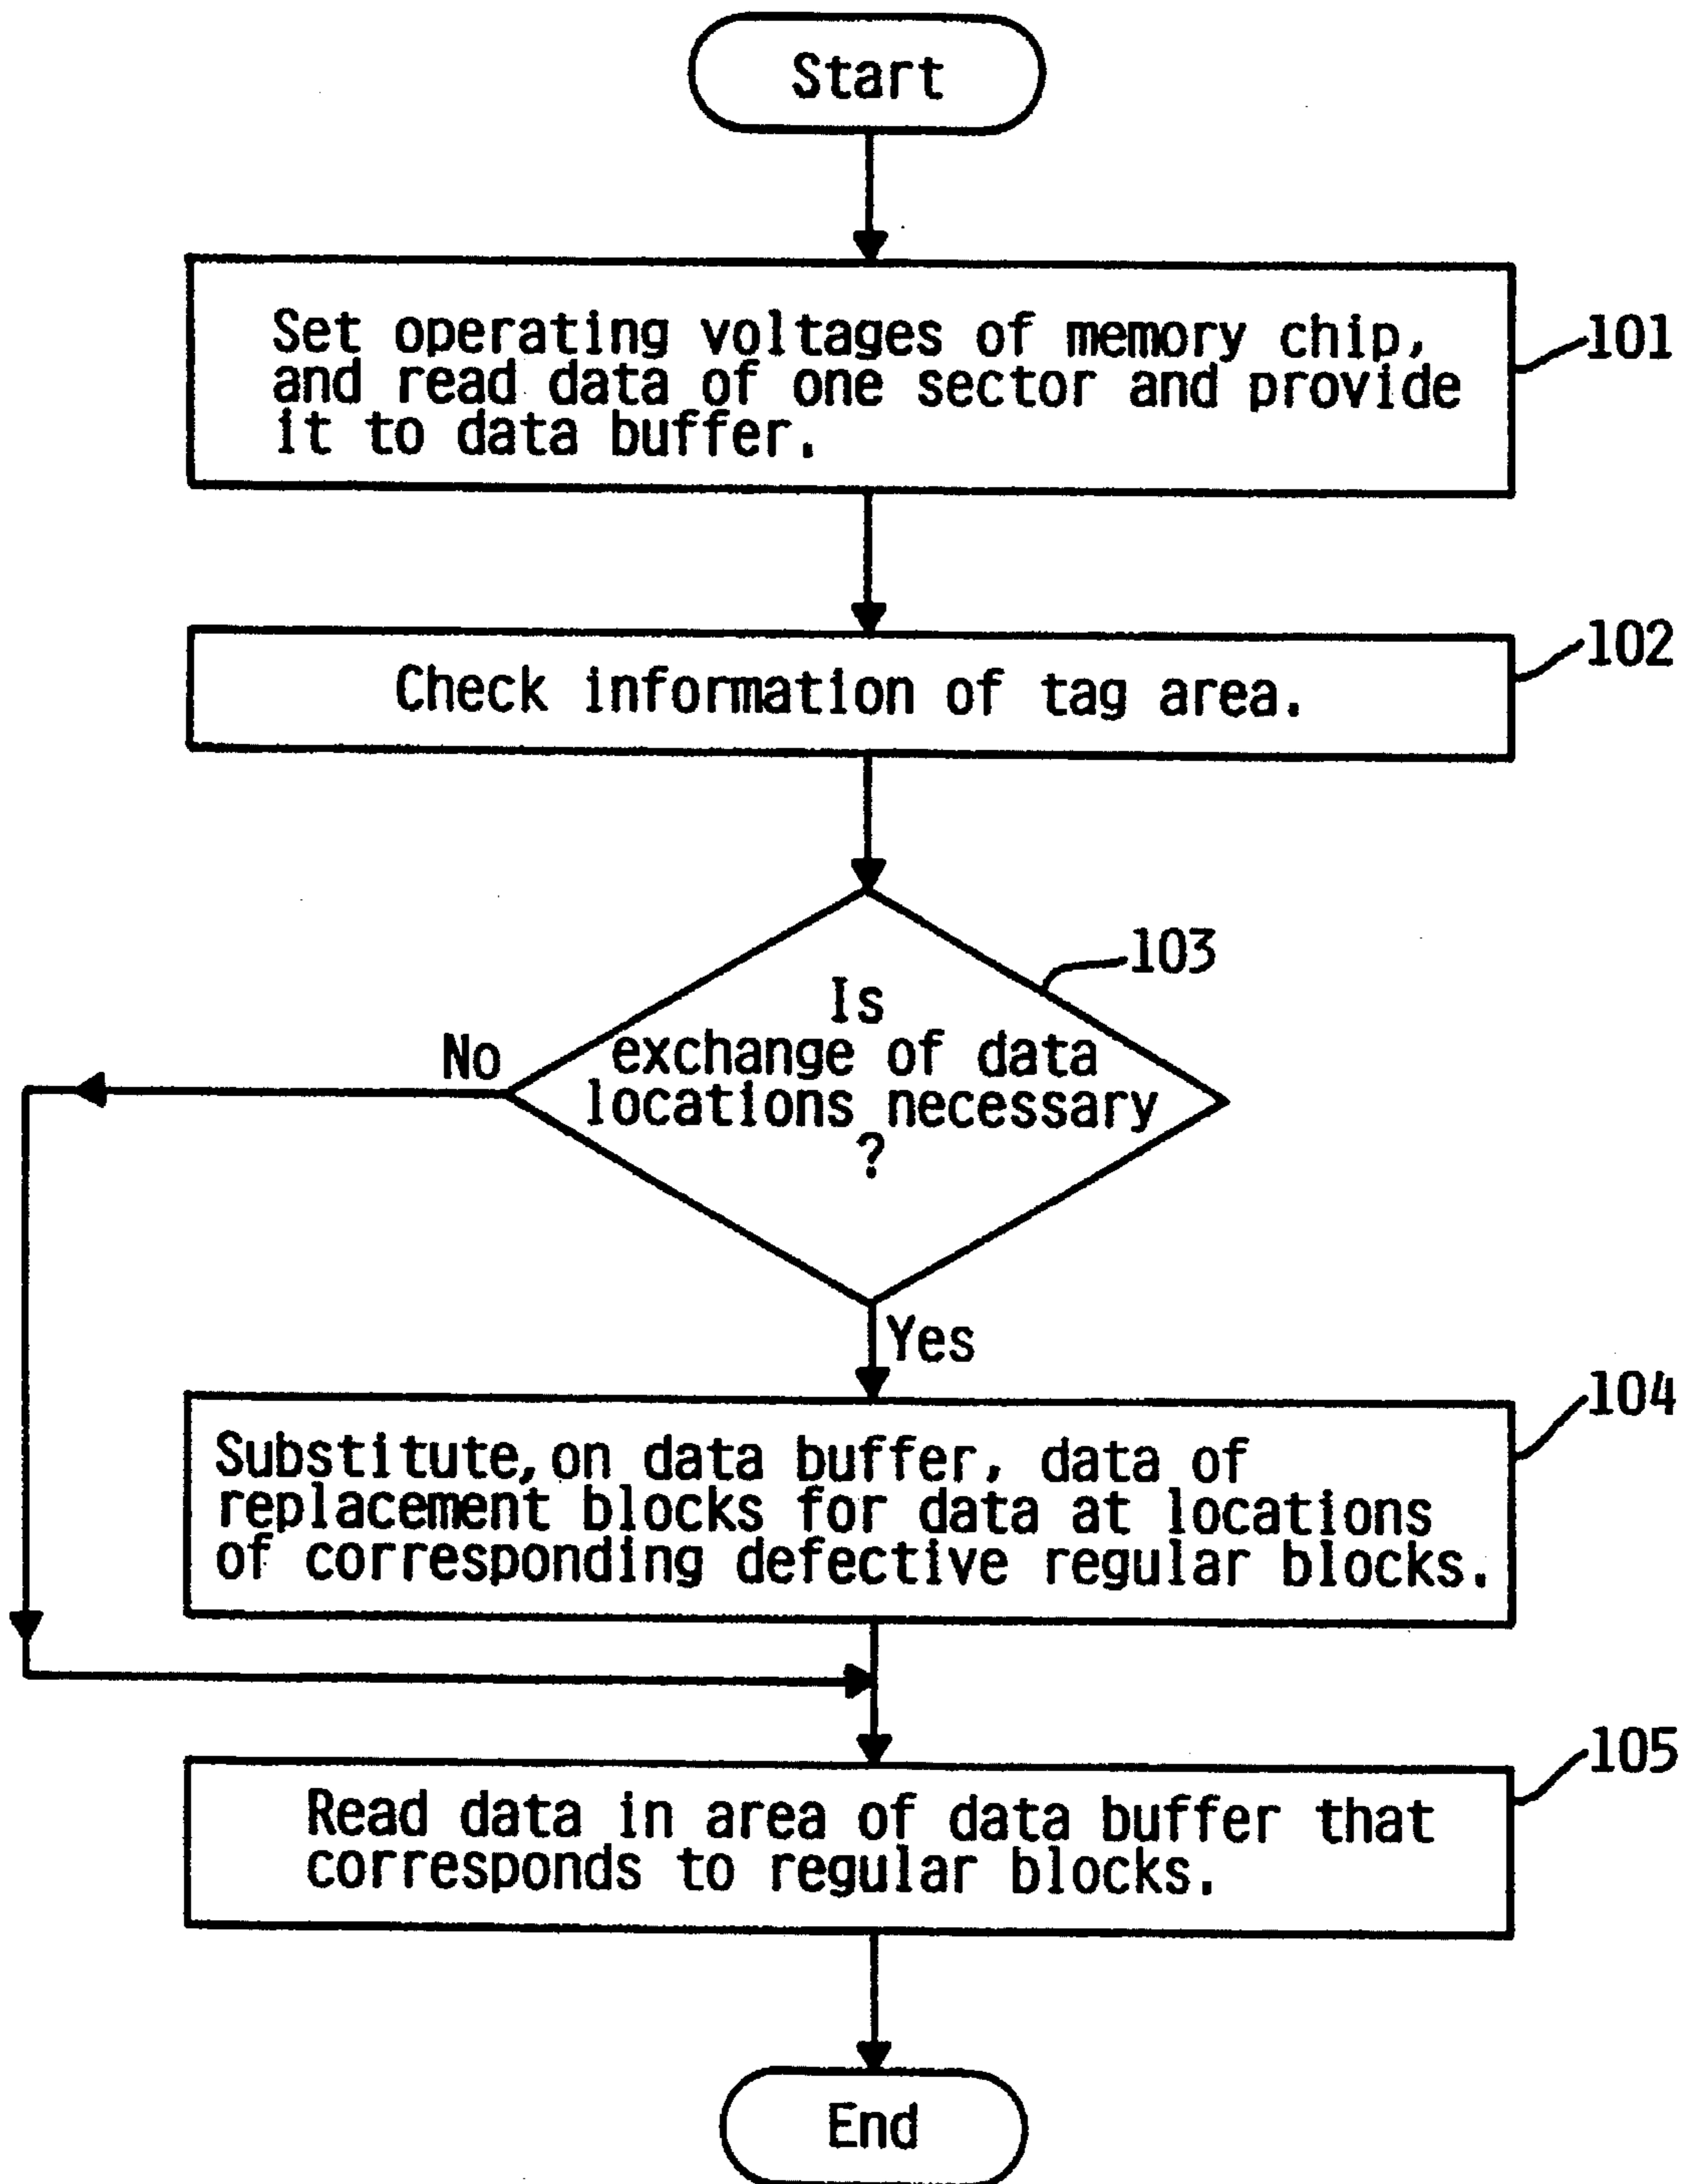 Start
Set operating voltages of memory chip,
and read data of one sector and provide
it to data buffer.
101
Check information of tag area.
102
103
Is
exchange of data
locations necessary
?
No
Yes
Substitute, on data buffer, data of
replacement blocks for data at locations
of corresponding defective regular blocks.
104
Read data in area of data buffer that
corresponds to regular blocks.
105
End